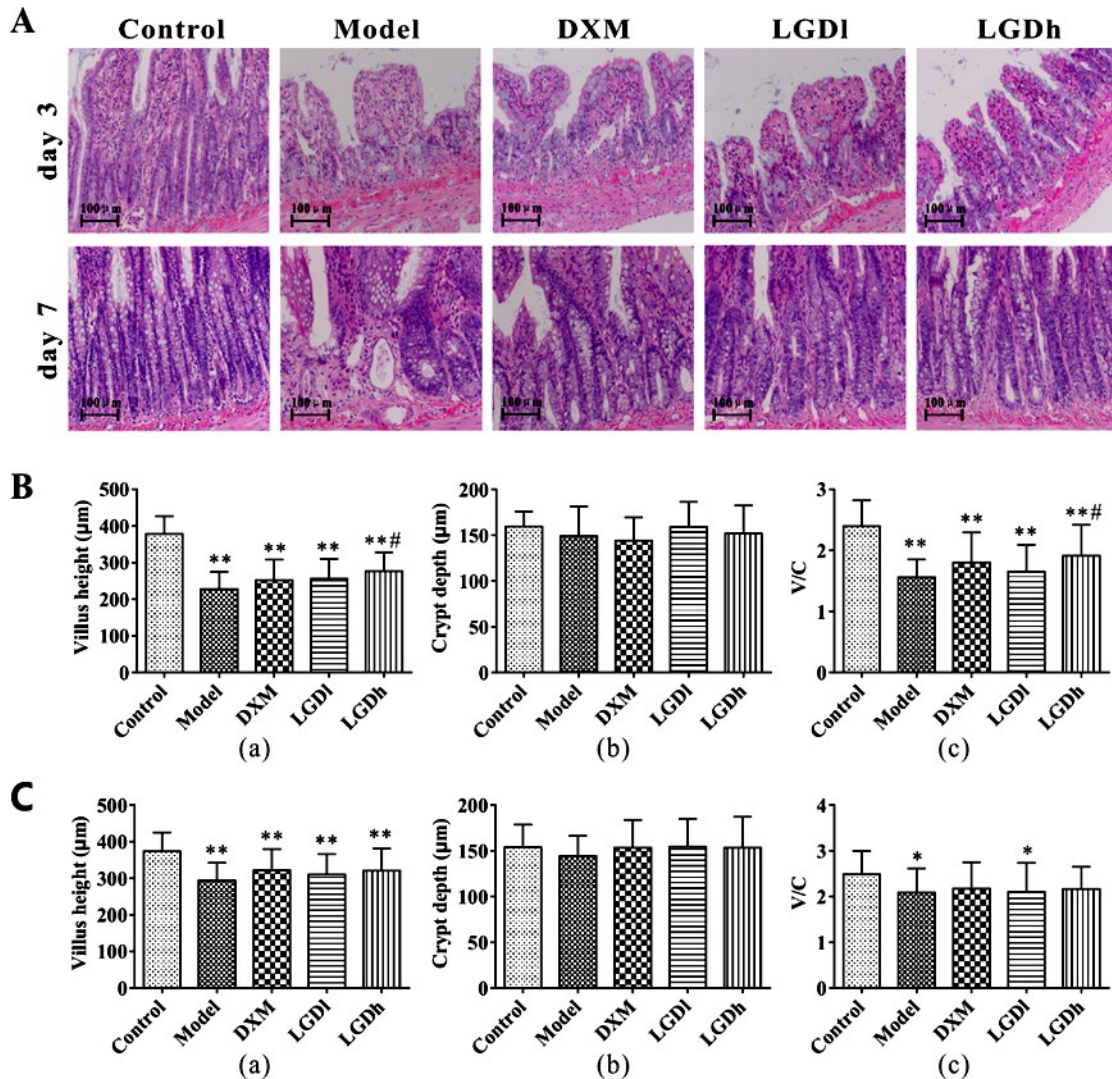 A
Control Model DXM LGDl LGDh
day 3
100 μm 100 μm 100 μm 100 μm 100 μm
day 7
100 μm 100 μm 100 μm 100 μm 100 μm
B
Villus height (μm)
500
400
300
200
100
0
** ** ** **#
Control Model DXM LGDl LGDh
(a)
Crypt depth (μm)
200
150
100
50
0
Control Model DXM LGDl LGDh
(b)
V/C
3
2
1
0
** ** ** **#
Control Model DXM LGDl LGDh
(c)
C
Villus height (μm)
500
400
300
200
100
0
** ** ** **
Control Model DXM LGDl LGDh
(a)
Crypt depth (μm)
200
150
100
50
0
Control Model DXM LGDl LGDh
(b)
V/C
4
3
2
1
0
* *
Control Model DXM LGDl LGDh
(c)